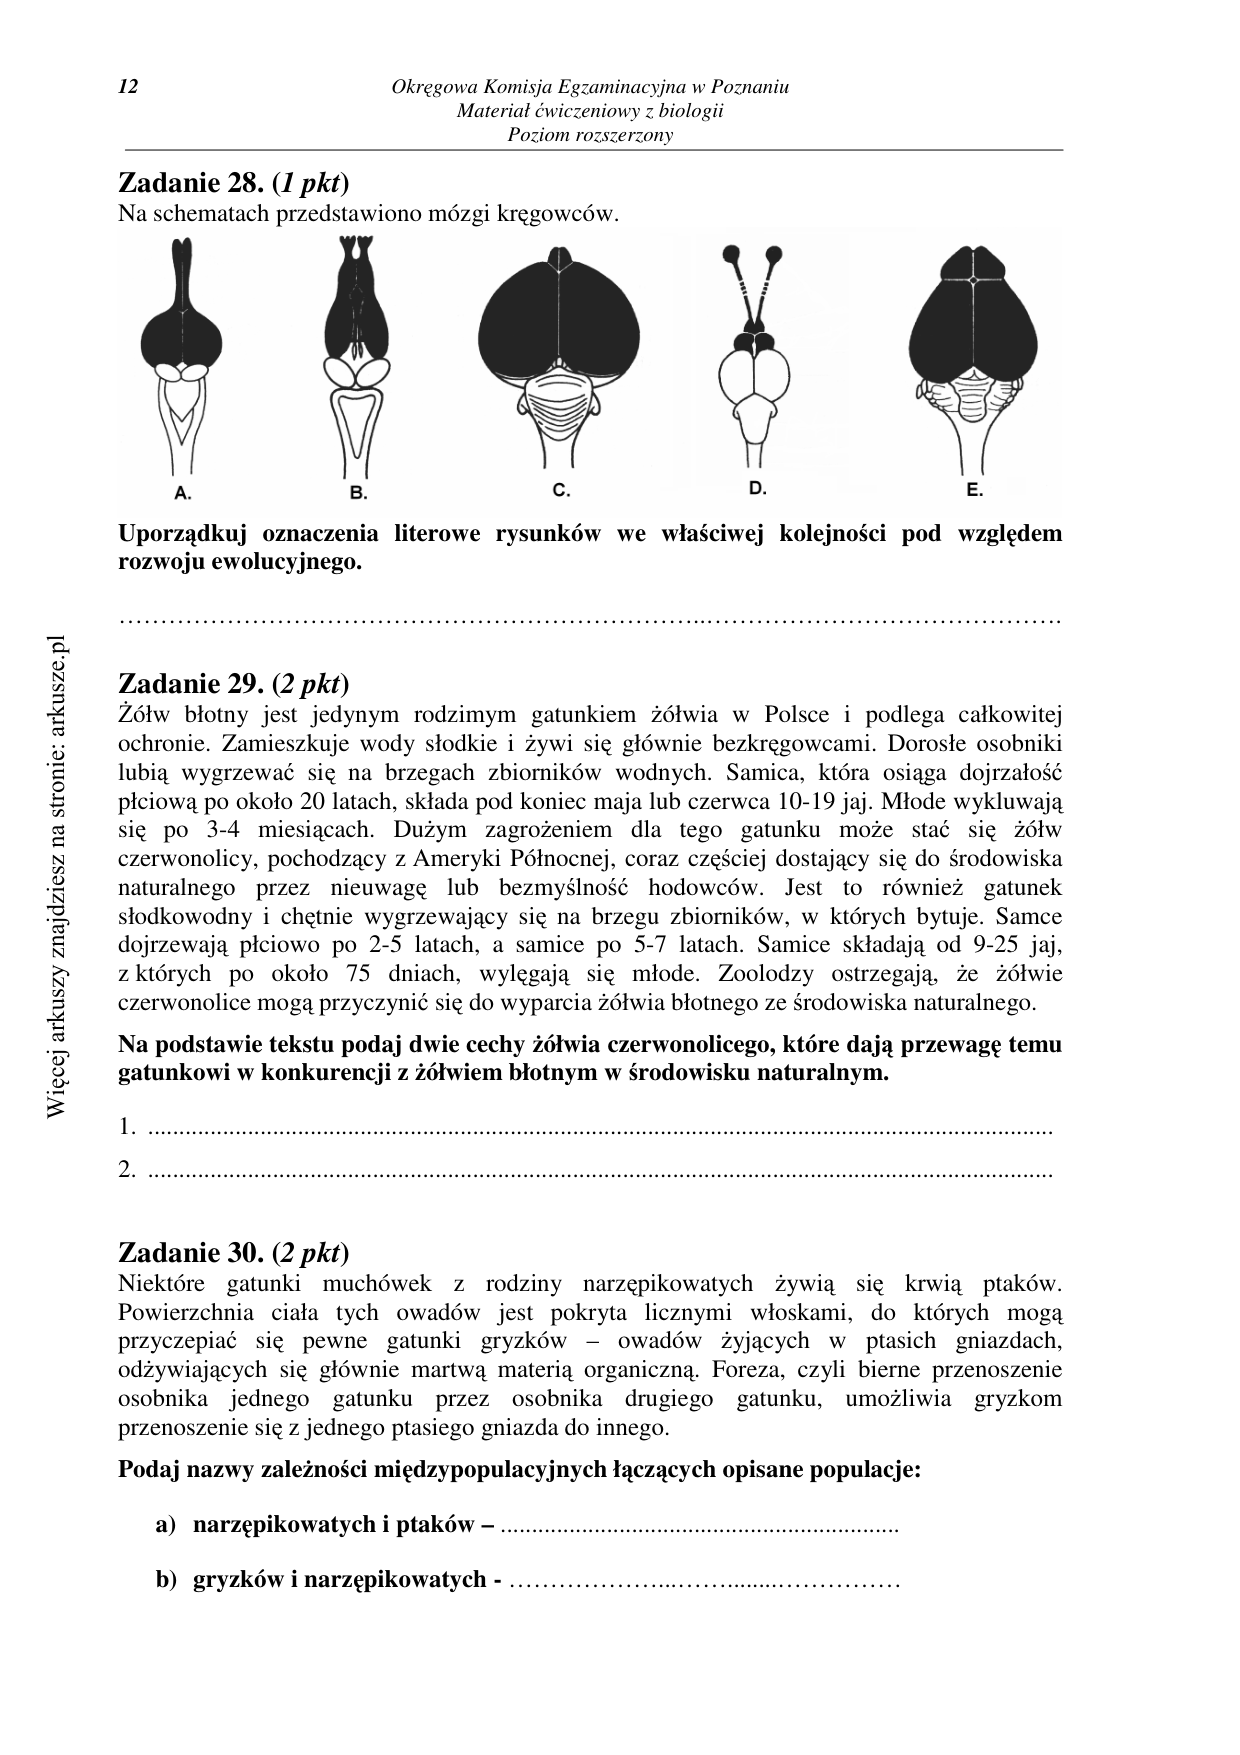 12
Okręgowa Komisja Egzaminacyjna w Poznaniu
Materiał ćwiczeniowy z biologii
Poziom rozszerzony
Zadanie 28. (1 pkt)
Na schematach przedstawiono mózgi kręgowców.
A. B. C. D. E.
Uporządkuj oznaczenia literowe rysunków we właściwej kolejności pod względem
rozwoju ewolucyjnego.
…………………………………………………………...…………………………………….
Zadanie 29. (2 pkt)
Żółw błotny jest jedynym rodzimym gatunkiem żółwia w Polsce i podlega całkowitej
ochronie. Zamieszkuje wody słodkie i żywi się głównie bezkręgowcami. Dorosłe osobniki
lubią wygrzewać się na brzegach zbiorników wodnych. Samica, która osiąga dojrzałość
płciową po około 20 latach, składa pod koniec maja lub czerwca 10-19 jaj. Młode wykluwają
się po 3-4 miesiącach. Dużym zagrożeniem dla tego gatunku może stać się żółw
czerwonolicy, pochodzący z Ameryki Północnej, coraz częściej dostający się do środowiska
naturalnego przez nieuwagę lub bezmyślność hodowców. Jest to również gatunek
słodkowodny i chętnie wygrzewający się na brzegu zbiorników, w których bytuje. Samce
dojrzewają płciowo po 2-5 latach, a samice po 5-7 latach. Samice składają od 9-25 jaj,
z których po około 75 dniach, wylęgają się młode. Zoolodzy ostrzegają, że żółwie
czerwonolice mogą przyczynić się do wyparcia żółwia błotnego ze środowiska naturalnego.
Na podstawie tekstu podaj dwie cechy żółwia czerwonolicego, które dają przewagę temu
gatunkowi w konkurencji z żółwiem błotnym w środowisku naturalnym.
1. ................................................................................................................................................
2. ................................................................................................................................................
Zadanie 30. (2 pkt)
Niektóre gatunki muchówek z rodziny narzępikowatych żywią się krwią ptaków.
Powierzchnia ciała tych owadów jest pokryta licznymi włoskami, do których mogą
przyczepiać się pewne gatunki gryzków – owadów żyjących w ptasich gniazdach,
odżywiających się głównie martwą materią organiczną. Foreza, czyli bierne przenoszenie
osobnika jednego gatunku przez osobnika drugiego gatunku, umożliwia gryzkom
przenoszenie się z jednego ptasiego gniazda do innego.
Podaj nazwy zależności międzypopulacyjnych łączących opisane populacje:
a) narzępikowatych i ptaków – ................................................................
b) gryzków i narzępikowatych - ………………...……........……………
Więcej arkuszy znajdziesz na stronie: arkusze.pl